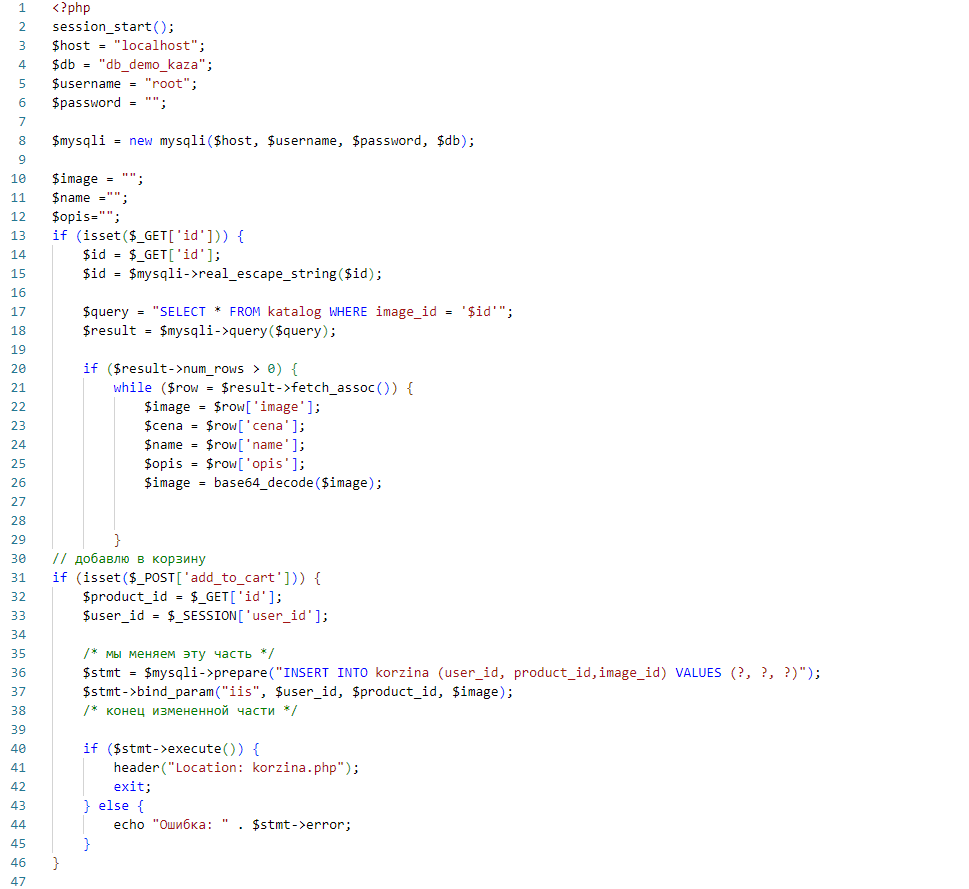 1 <?php
2 session_start();
3 $host = "localhost";
4 $db = "db_demo_kaza";
5 $username = "root";
6 $password = "";
7
8 $mysqli = new mysqli($host, $username, $password, $db);
9
10 $image = "";
11 $name ="";
12 $opis="";
13 if (isset($_GET['id'])) {
14     $id = $_GET['id'];
15     $id = $mysqli->real_escape_string($id);
16
17     $query = "SELECT * FROM katalog WHERE image_id = '$id'";
18     $result = $mysqli->query($query);
19
20     if ($result->num_rows > 0) {
21         while ($row = $result->fetch_assoc()) {
22             $image = $row['image'];
23             $cena = $row['cena'];
24             $name = $row['name'];
25             $opis = $row['opis'];
26             $image = base64_decode($image);
27
28
29         }
30 // добавлю в корзину
31 if (isset($_POST['add_to_cart'])) {
32     $product_id = $_GET['id'];
33     $user_id = $_SESSION['user_id'];
34
35     /* мы меняем эту часть */
36     $stmt = $mysqli->prepare("INSERT INTO korzina (user_id, product_id,image_id) VALUES (?, ?, ?)");
37     $stmt->bind_param("iis", $user_id, $product_id, $image);
38     /* конец измененной части */
39
40     if ($stmt->execute()) {
41         header("Location: korzina.php");
42         exit;
43     } else {
44         echo "Ошибка: " . $stmt->error;
45     }
46 }
47